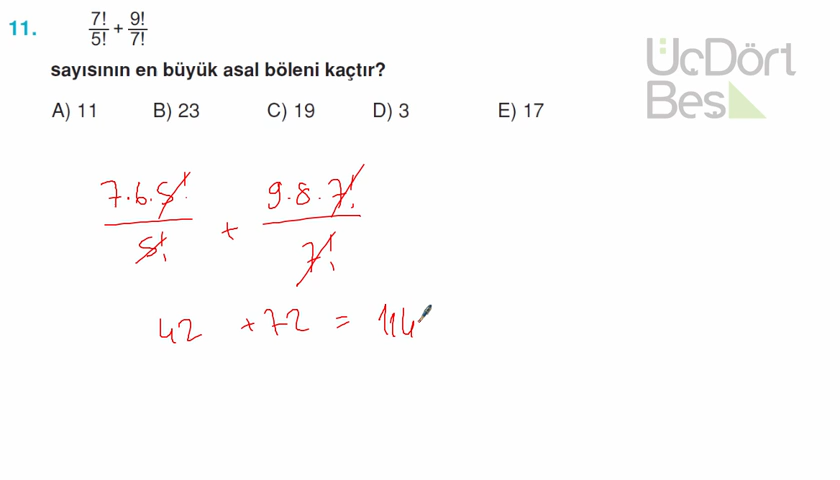 11. 7!/5! + 9!/7!
sayısının en büyük asal böleni kaçtır?
A) 11 B) 23 C) 19 D) 3 E) 17
ÜçDört
Beş
7.6.5!/5! + 9.8.7!/7!
42 +72 = 114